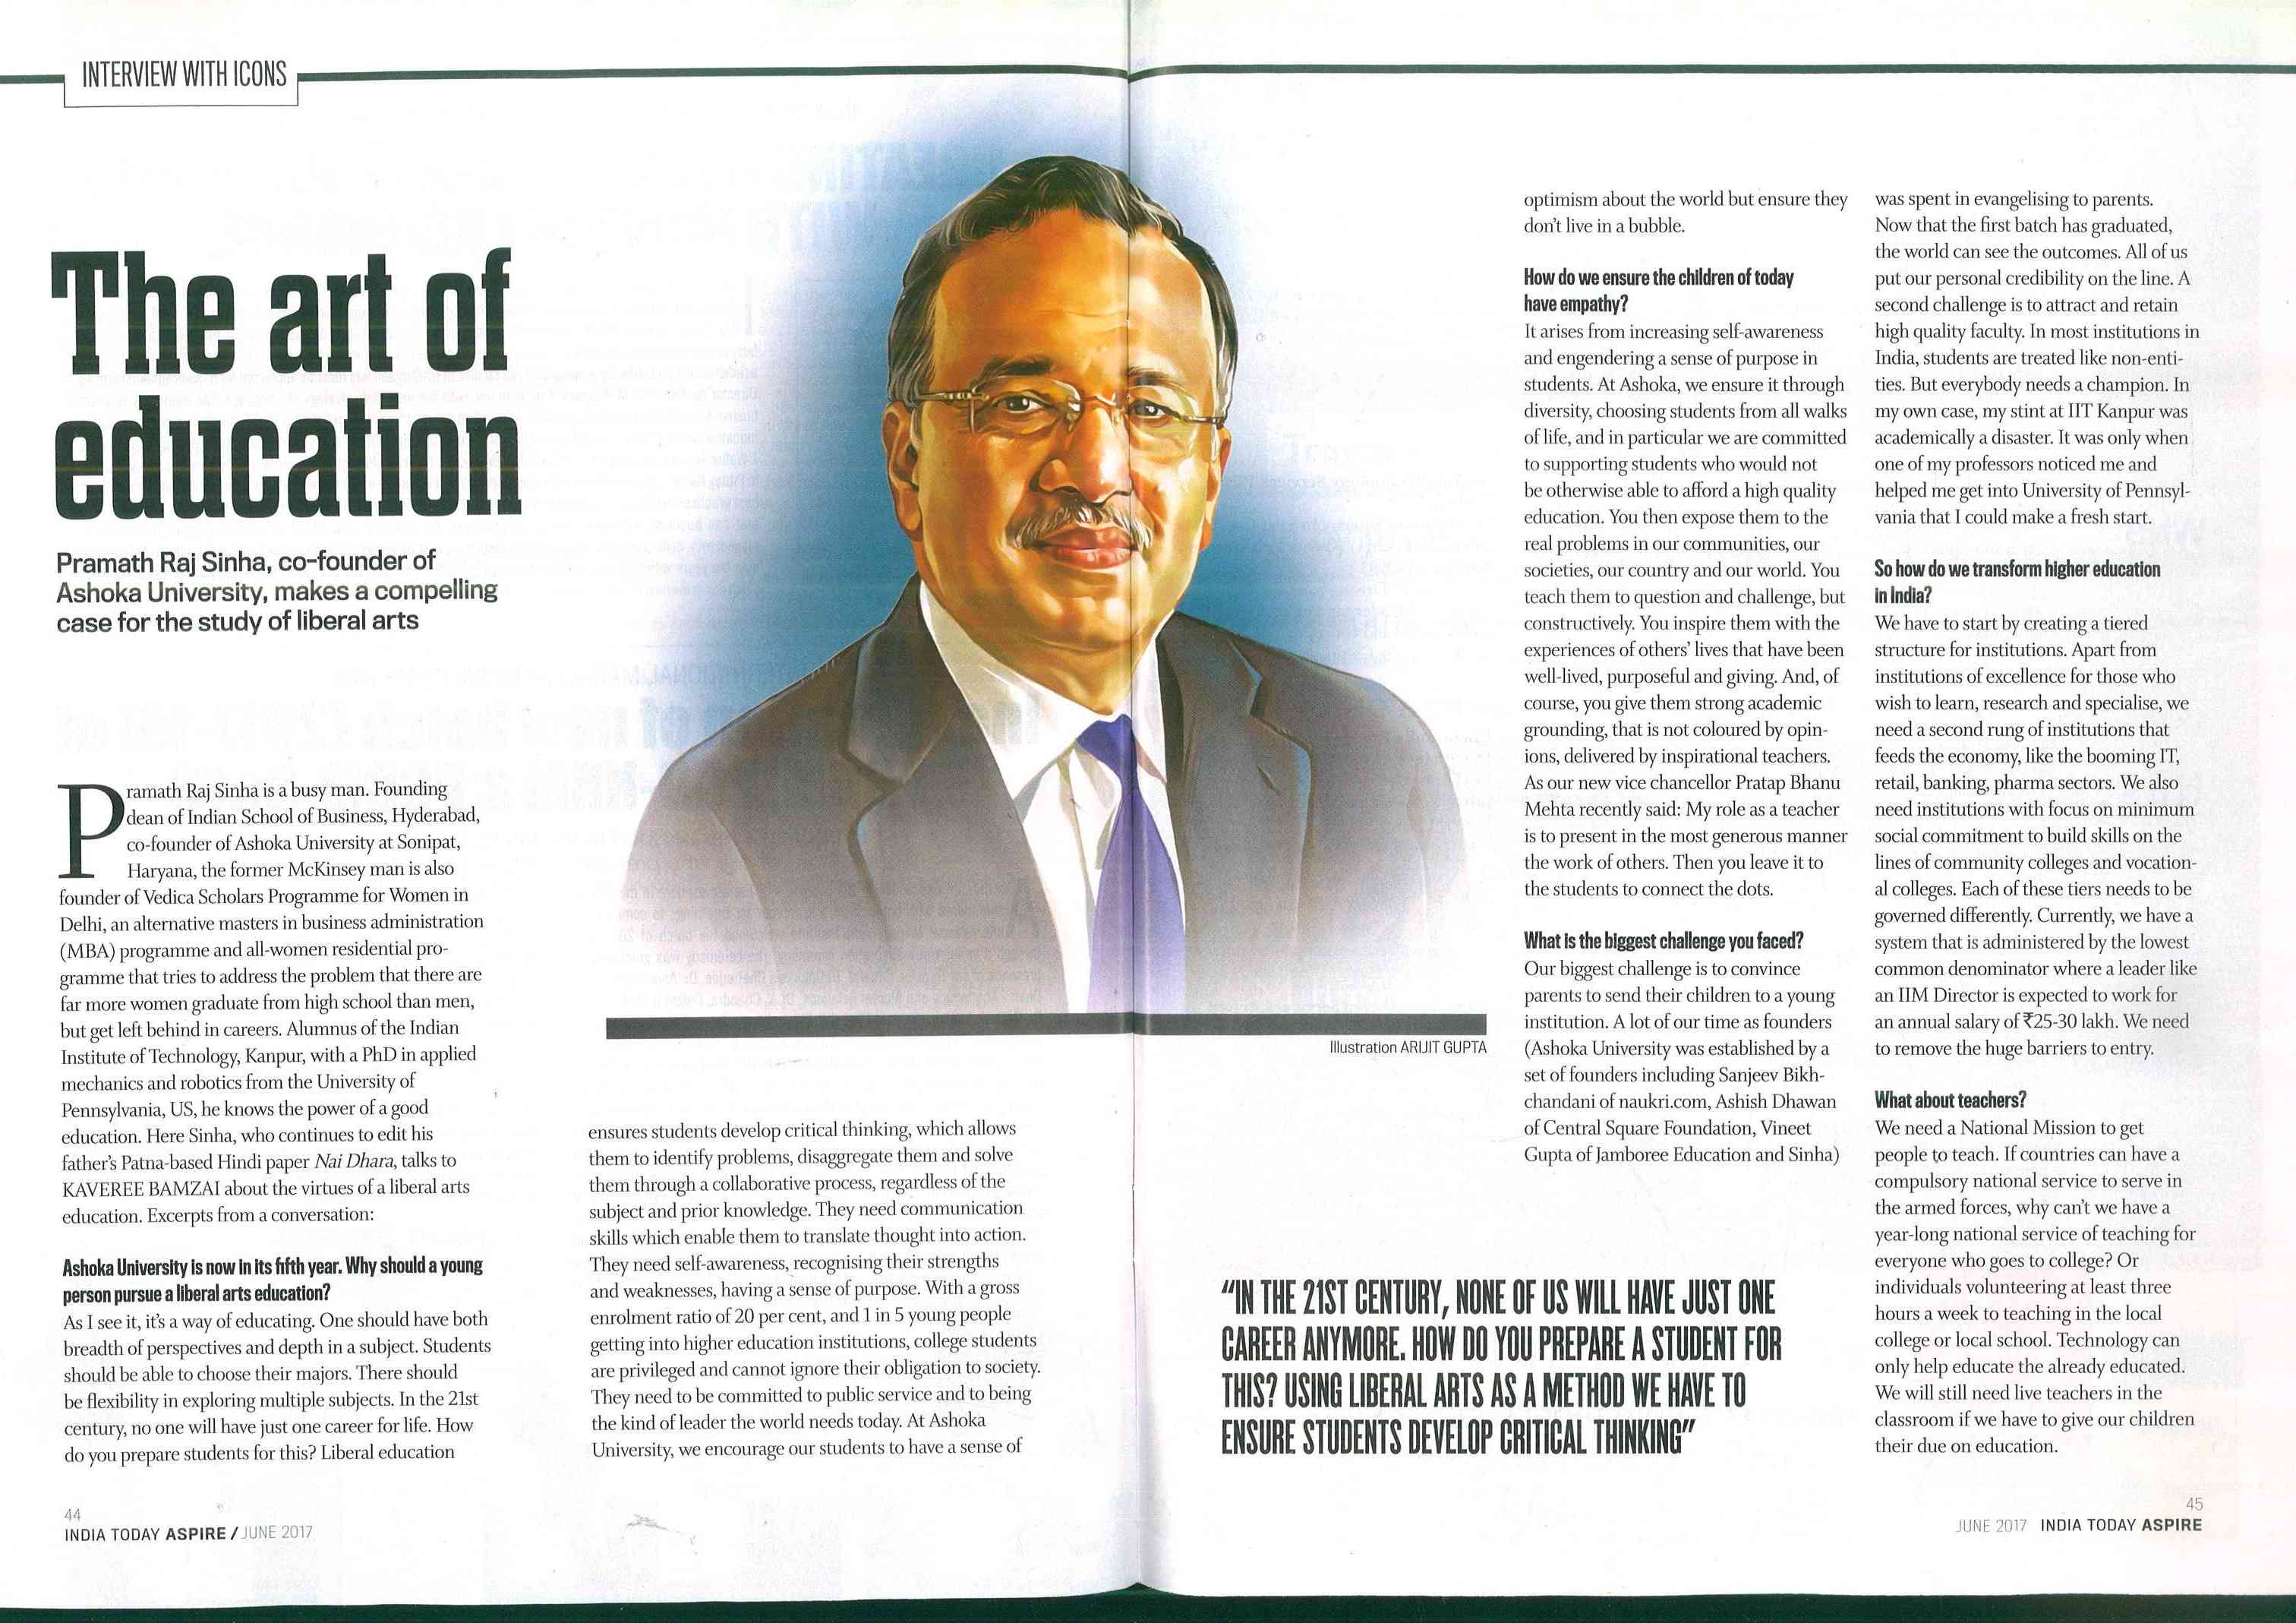 INTERVIEW WITH ICONS
The art of
education
Pramath Raj Sinha, co-founder of
Ashoka University, makes a compelling
case for the study of liberal arts
Pramath Raj Sinha is a busy man. Founding
dean of Indian School of Business, Hyderabad,
co-founder of Ashoka University at Sonipat,
Haryana, the former McKinsey man is also
founder of Vedica Scholars Programme for Women in
Delhi, an alternative masters in business administration
(MBA) programme and all-women residential pro-
gramme that tries to address the problem that there are
far more women graduate from high school than men,
but get left behind in careers. Alumnus of the Indian
Institute of Technology, Kanpur, with a PhD in applied
mechanics and robotics from the University of
Pennsylvania, US, he knows the power of a good
education. Here Sinha, who continues to edit his
father's Patna-based Hindi paper Nai Dhara, talks to
KAVEREE BAMZAI about the virtues of a liberal arts
education. Excerpts from a conversation:
Ashoka University is now in its fifth year. Why should a young
person pursue a liberal arts education?
As I see it, it's a way of educating. One should have both
breadth of perspectives and depth in a subject. Students
should be able to choose their majors. There should
be flexibility in exploring multiple subjects. In the 21st
century, no one will have just one career for life. How
do you prepare students for this? Liberal education
44
INDIA TODAY ASPIRE / JUNE 2017
Illustration ARIJIT GUPTA
ensures students develop critical thinking, which allows
them to identify problems, disaggregate them and solve
them through a collaborative process, regardless of the
subject and prior knowledge. They need communication
skills which enable them to translate thought into action.
They need self-awareness, recognising their strengths
and weaknesses, having a sense of purpose. With a gross
enrolment ratio of 20 per cent, and 1 in 5 young people
getting into higher education institutions, college students
are privileged and cannot ignore their obligation to society.
They need to be committed to public service and to being
the kind of leader the world needs today. At Ashoka
University, we encourage our students to have a sense of
optimism about the world but ensure they
don't live in a bubble.
How do we ensure the children of today
have empathy?
It arises from increasing self-awareness
and engendering a sense of purpose in
students. At Ashoka, we ensure it through
diversity, choosing students from all walks
of life, and in particular we are committed
to supporting students who would not
be otherwise able to afford a high quality
education. You then expose them to the
real problems in our communities, our
societies, our country and our world. You
teach them to question and challenge, but
constructively. You inspire them with the
experiences of others' lives that have been
well-lived, purposeful and giving. And, of
course, you give them strong academic
grounding, that is not coloured by opin-
ions, delivered by inspirational teachers.
As our new vice chancellor Pratap Bhanu
Mehta recently said: My role as a teacher
is to present in the most generous manner
the work of others. Then you leave it to
the students to connect the dots.
What is the biggest challenge you faced?
Our biggest challenge is to convince
parents to send their children to a young
institution. A lot of our time as founders
(Ashoka University was established by a
set of founders including Sanjeev Bikh-
chandani of naukri.com, Ashish Dhawan
of Central Square Foundation, Vineet
Gupta of Jamboree Education and Sinha)
"IN THE 21ST CENTURY, NONE OF US WILL HAVE JUST ONE
CAREER ANYMORE. HOW DO YOU PREPARE A STUDENT FOR
THIS? USING LIBERAL ARTS AS A METHOD WE HAVE TO
ENSURE STUDENTS DEVELOP CRITICAL THINKING"
was spent in evangelising to parents.
Now that the first batch has graduated,
the world can see the outcomes. All of us
put our personal credibility on the line. A
second challenge is to attract and retain
high quality faculty. In most institutions in
India, students are treated like non-enti-
ties. But everybody needs a champion. In
my own case, my stint at IIT Kanpur was
academically a disaster. It was only when
one of my professors noticed me and
helped me get into University of Pennsyl-
vania that I could make a fresh start.
So how do we transform higher education
in India?
We have to start by creating a tiered
structure for institutions. Apart from
institutions of excellence for those who
wish to learn, research and specialise, we
need a second rung of institutions that
feeds the economy, like the booming IT,
retail, banking, pharma sectors. We also
need institutions with focus on minimum
social commitment to build skills on the
lines of community colleges and vocation-
al colleges. Each of these tiers needs to be
governed differently. Currently, we have a
system that is administered by the lowest
common denominator where a leader like
an IIM Director is expected to work for
an annual salary of ₹25-30 lakh. We need
to remove the huge barriers to entry.
What about teachers?
We need a National Mission to get
people to teach. If countries can have a
compulsory national service to serve in
the armed forces, why can't we have a
year-long national service of teaching for
everyone who goes to college? Or
individuals volunteering at least three
hours a week to teaching in the local
college or local school. Technology can
only help educate the already educated.
We will still need live teachers in the
classroom if we have to give our children
their due on education.
45
JUNE 2017 INDIA TODAY ASPIRE